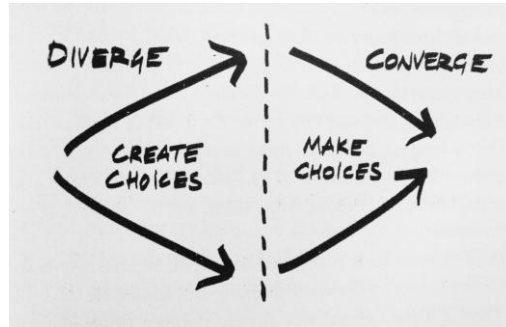 DIVERGE
CONVERGE
CREATE
CHOICES
MAKE
CHOICES